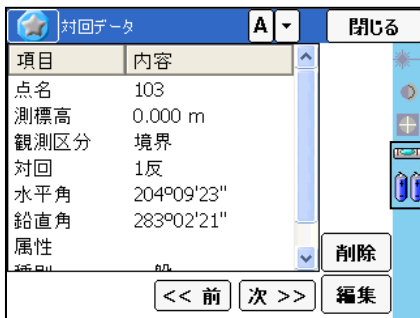 対回データ A 閉じる
項目 内容
点名 103
測標高 0.000 m
観測区分 境界
対回 1反
水平角 204°09'23"
鉛直角 283°02'21"
属性
削除
<< 前 次 >> 編集